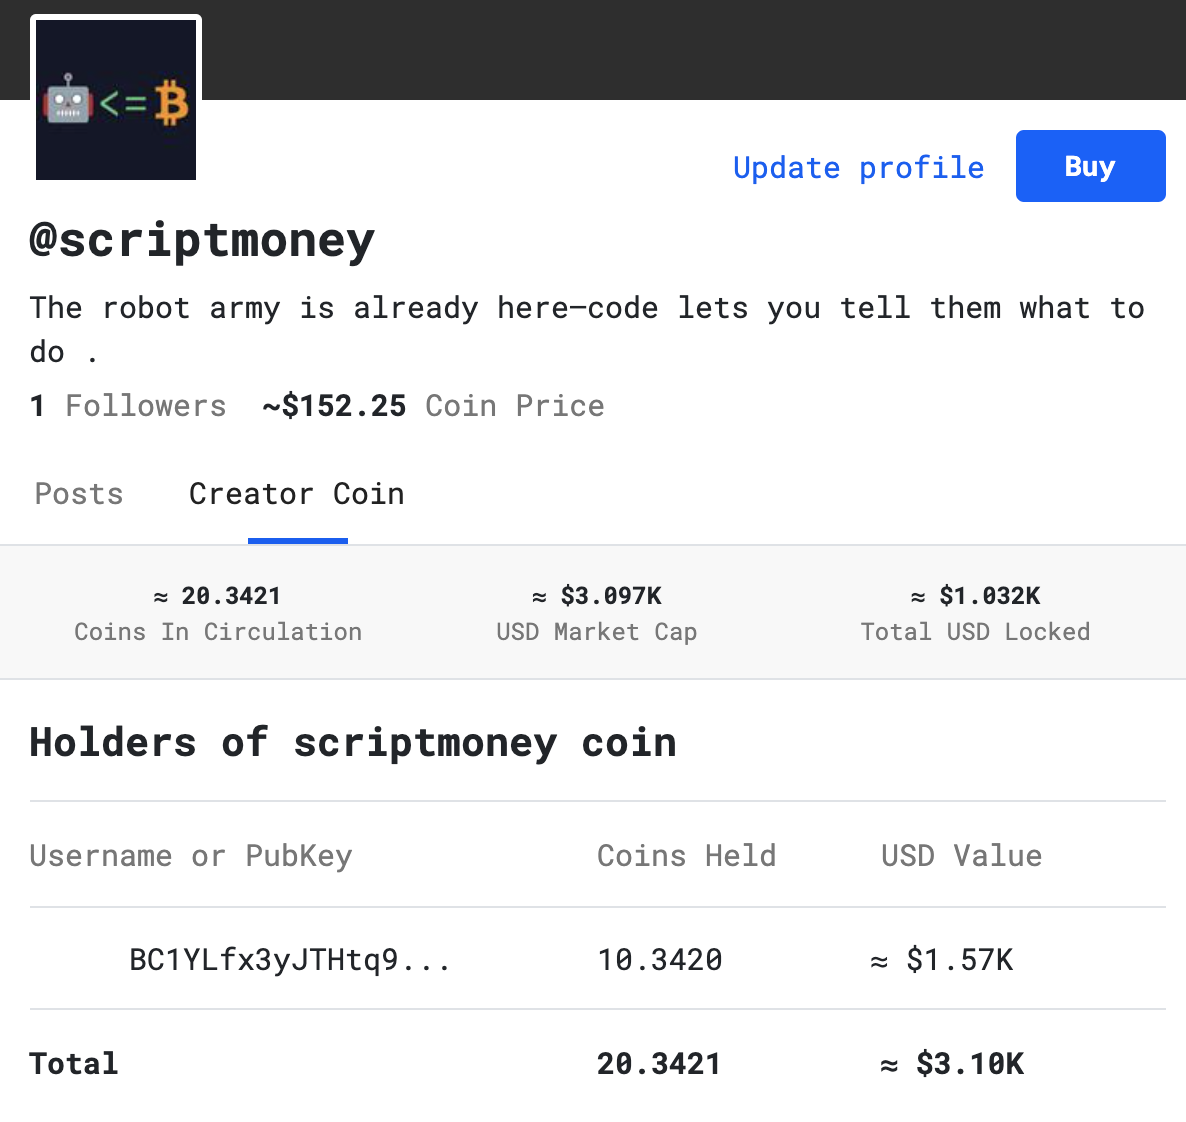 <=₿
Update profile
Buy
@scriptmoney
The robot army is already here—code lets you tell them what to
do .
1 Followers ~$152.25 Coin Price
Posts Creator Coin
≈ 20.3421 ≈ $3.097K ≈ $1.032K
Coins In Circulation USD Market Cap Total USD Locked
Holders of scriptmoney coin
Username or PubKey Coins Held USD Value
BC1YLfx3yJTHtq9... 10.3420 ≈ $1.57K
Total 20.3421 ≈ $3.10K